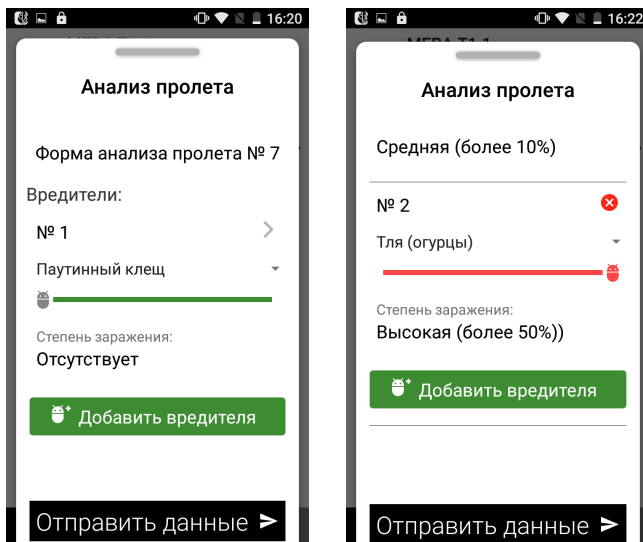 16:20
Анализ пролета
Форма анализа пролета № 7
Вредители:
№ 1
Паутинный клещ
Степень заражения:
Отсутствует
Добавить вредителя
Отправить данные
16:22
Анализ пролета
Средняя (более 10%)
№ 2
Тля (огурцы)
Степень заражения:
Высокая (более 50%))
Добавить вредителя
Отправить данные